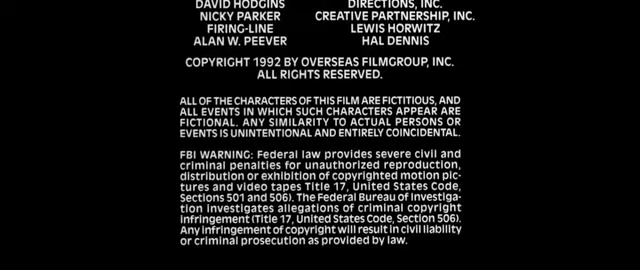 DAVID HODGINS DIRECTIONS, INC.
NICKY PARKER CREATIVE PARTNERSHIP, INC.
FIRING-LINE LEWIS HORWITZ
ALAN W. PEEVER HAL DENNIS
COPYRIGHT 1992 BY OVERSEAS FILMGROUP, INC.
ALL RIGHTS RESERVED.
ALL OF THE CHARACTERS OF THIS FILM ARE FICTITIOUS, AND
ALL EVENTS IN WHICH SUCH CHARACTERS APPEAR ARE
FICTIONAL. ANY SIMILARITY TO ACTUAL PERSONS OR
EVENTS IS UNINTENTIONAL AND ENTIRELY COINCIDENTAL.
FBI WARNING: Federal law provides severe civil and
criminal penalties for unauthorized reproduction,
distribution or exhibition of copyrighted motion pic-
tures and video tapes Title 17, United States Code,
Sections 501 and 506). The Federal Bureau of Investiga-
tion investigates allegations of criminal copyright
infringement (Title 17, United States Code, Section 506).
Any infringement of copyright will result in civil liability
or criminal prosecution as provided by law.